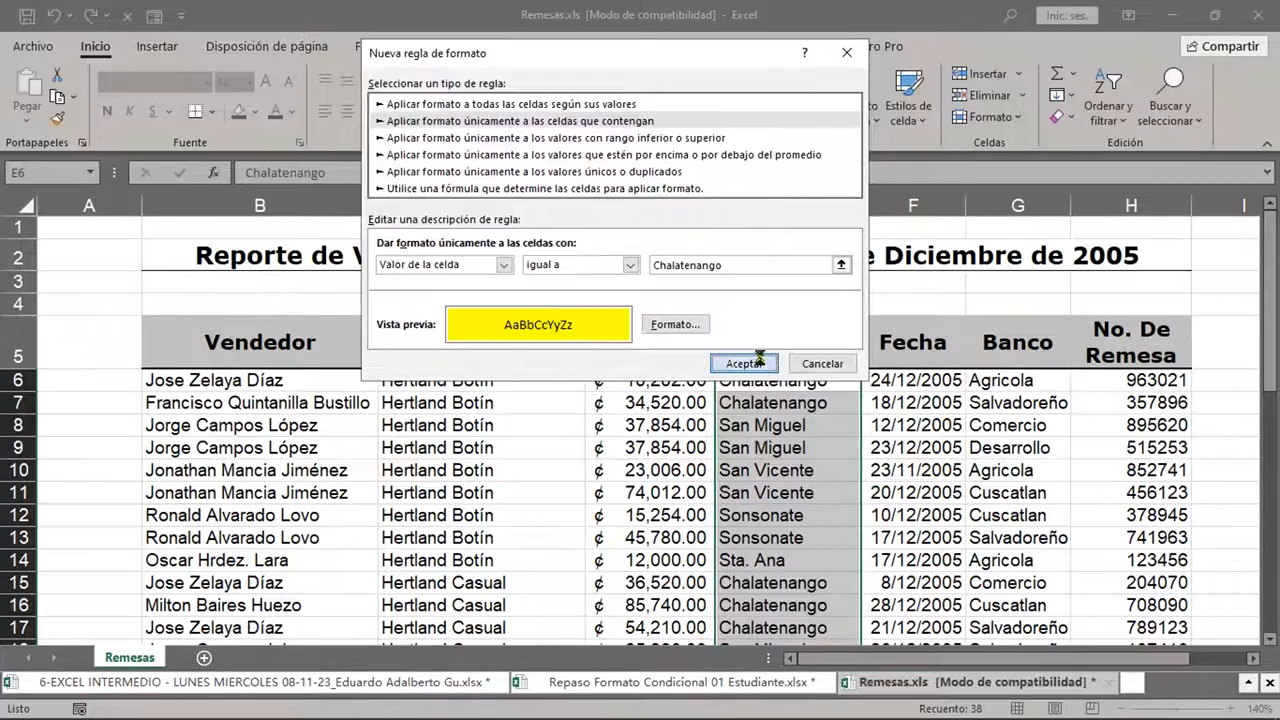 Remesas.xls [Modo de compatibilidad] - Excel
Inic. ses.
Archivo Inicio Insertar Disposición de página
Pro
Compartir
Pegar
Portapapeles
N K S
Fuente
Estilos de celda
Insertar
Eliminar
Formato
Celdas
Ordenar y filtrar
Buscar y seleccionar
Edición
Nueva regla de formato
Seleccionar un tipo de regla:
► Aplicar formato a todas las celdas según sus valores
► Aplicar formato únicamente a las celdas que contengan
► Aplicar formato únicamente a los valores con rango inferior o superior
► Aplicar formato únicamente a los valores que estén por encima o por debajo del promedio
► Aplicar formato únicamente a los valores únicos o duplicados
► Utilice una fórmula que determine las celdas para aplicar formato.
Editar una descripción de regla:
Dar formato únicamente a las celdas con:
Valor de la celda igual a Chalatenango
Vista previa: AaBbCcYyZz Formato...
Aceptar Cancelar
E6 fx Chalatenango
A B F G H I
1
2 Reporte de V e Diciembre de 2005
3
4
5 Vendedor Fecha Banco No. De Remesa
6 Jose Zelaya Díaz Hertland Botín ¢ 10,202.00 Chalatenango 24/12/2005 Agricola 963021
7 Francisco Quintanilla Bustillo Hertland Botín ¢ 34,520.00 Chalatenango 18/12/2005 Salvadoreño 357896
8 Jorge Campos López Hertland Botín ¢ 37,854.00 San Miguel 12/12/2005 Comercio 895620
9 Jorge Campos López Hertland Botín ¢ 37,854.00 San Miguel 23/12/2005 Desarrollo 515253
10 Jonathan Mancia Jiménez Hertland Botín ¢ 23,006.00 San Vicente 23/11/2005 Agricola 852741
11 Jonathan Mancia Jiménez Hertland Botín ¢ 74,012.00 San Vicente 20/12/2005 Cuscatlan 456123
12 Ronald Alvarado Lovo Hertland Botín ¢ 15,254.00 Sonsonate 10/12/2005 Cuscatlan 378945
13 Ronald Alvarado Lovo Hertland Botín ¢ 45,780.00 Sonsonate 17/12/2005 Salvadoreño 741963
14 Oscar Hrdez. Lara Hertland Botín ¢ 12,000.00 Sta. Ana 17/12/2005 Agricola 123456
15 Jose Zelaya Díaz Hertland Casual ¢ 36,520.00 Chalatenango 8/12/2005 Comercio 204070
16 Milton Baires Huezo Hertland Casual ¢ 85,740.00 Chalatenango 28/12/2005 Cuscatlan 708090
17 Jose Zelaya Díaz Hertland Casual ¢ 54,210.00 Chalatenango 21/12/2005 Salvadoreño 789123
Remesas
6-EXCEL INTERMEDIO - LUNES MIERCOLES 08-11-23_Eduardo Adalberto Gu.xlsx * Repaso Formato Condicional 01 Estudiante.xlsx * Remesas.xls [Modo de compatibilidad] *
Listo Recuento: 38 140%